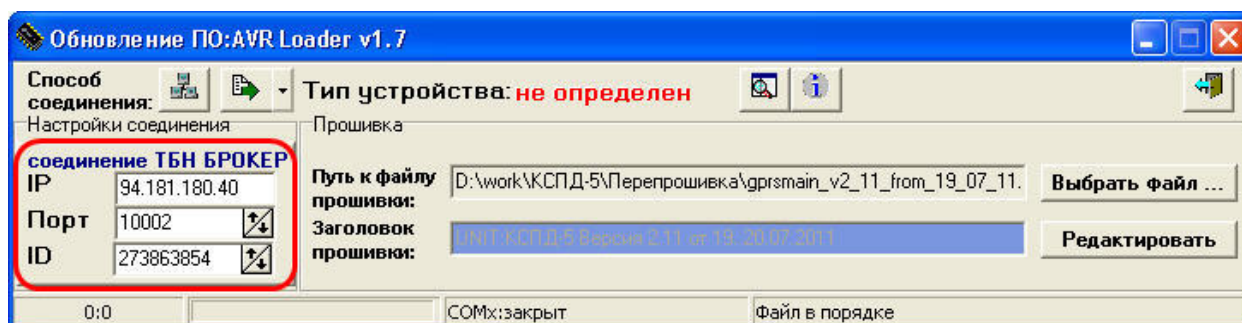 Обновление ПО:AVR Loader v1.7
Способ
соединения:
Тип устройства: не определен
Настройки соединения
Прошивка
соединение ТБН БРОКЕР
IP 94.181.180.40
Порт 10002
ID 273863854
Путь к файлу
прошивки:
D:\work\КСПД-5\Перепрошивка\gprsmain_v2_11_from_19_07_11.
Выбрать файл ...
Заголовок
прошивки:
UNIT:КСПД-5 Версия 2.11 от 19. 20.07.2011
Редактировать
0:0
COMx:закрыт
Файл в порядке